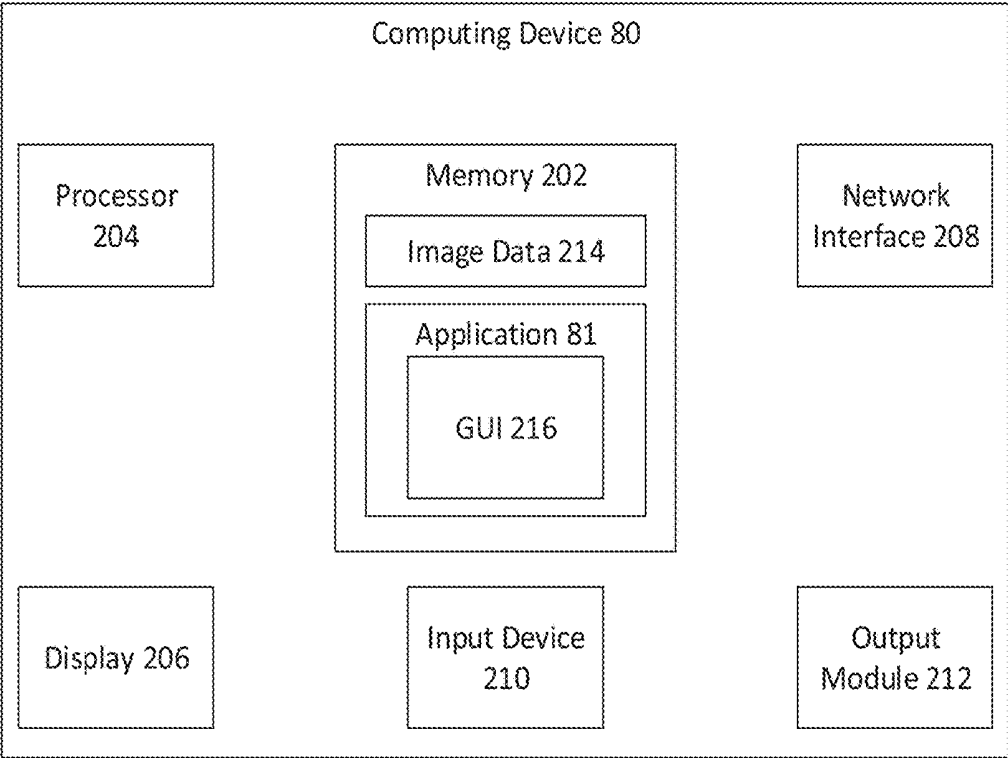 Computing Device 80
Processor
204
Memory 202
Image Data 214
Application 81
GUI 216
Network
Interface 208
Display 206
Input Device
210
Output
Module 212